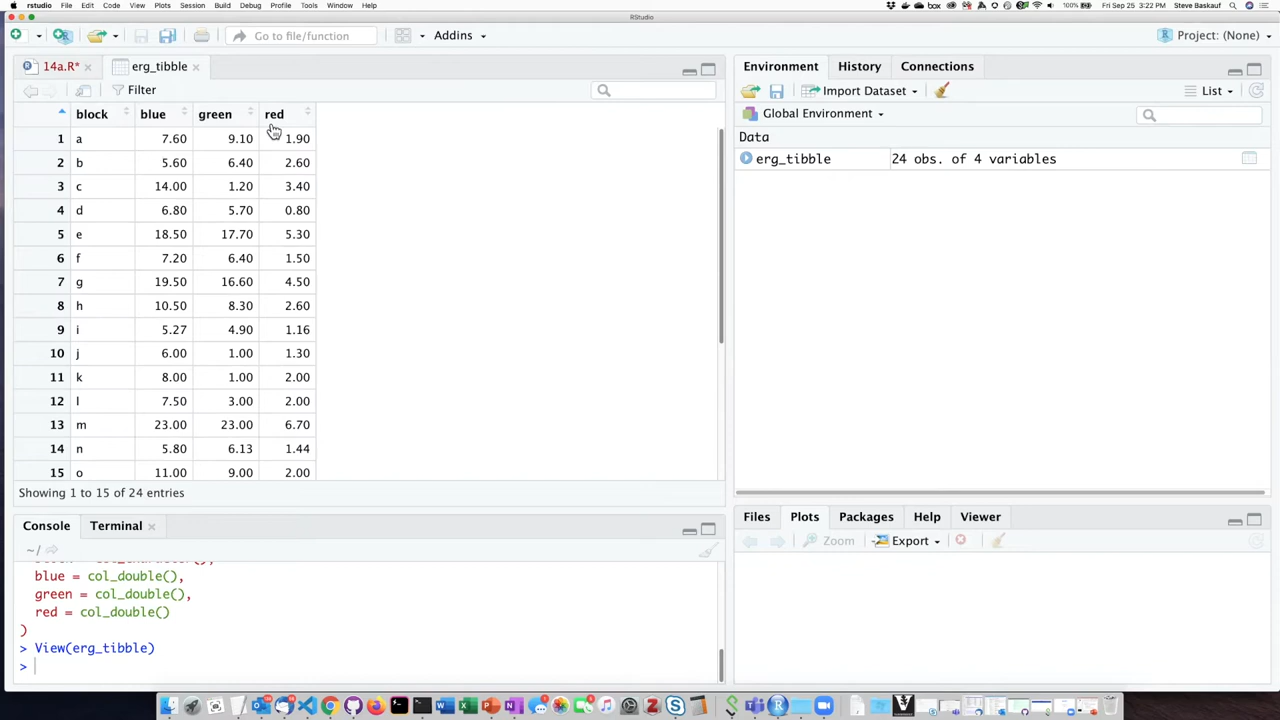 rstudio File Edit Code View Plots Session Build Debug Profile Tools Window Help
100% Fri Sep 25 3:22 PM Steve Baskauf
RStudio
Go to file/function Addins Project: (None)
14a.R* erg_tibble
Filter
block blue green red
1 a 7.60 9.10 1.90
2 b 5.60 6.40 2.60
3 c 14.00 1.20 3.40
4 d 6.80 5.70 0.80
5 e 18.50 17.70 5.30
6 f 7.20 6.40 1.50
7 g 19.50 16.60 4.50
8 h 10.50 8.30 2.60
9 i 5.27 4.90 1.16
10 j 6.00 1.00 1.30
11 k 8.00 1.00 2.00
12 l 7.50 3.00 2.00
13 m 23.00 23.00 6.70
14 n 5.80 6.13 1.44
15 o 11.00 9.00 2.00
Showing 1 to 15 of 24 entries
Console Terminal
~/
blue = col_double(),
green = col_double(),
red = col_double()
)
> View(erg_tibble)
>
Environment History Connections
Import Dataset List
Global Environment
Data
erg_tibble 24 obs. of 4 variables
Files Plots Packages Help Viewer
Zoom Export